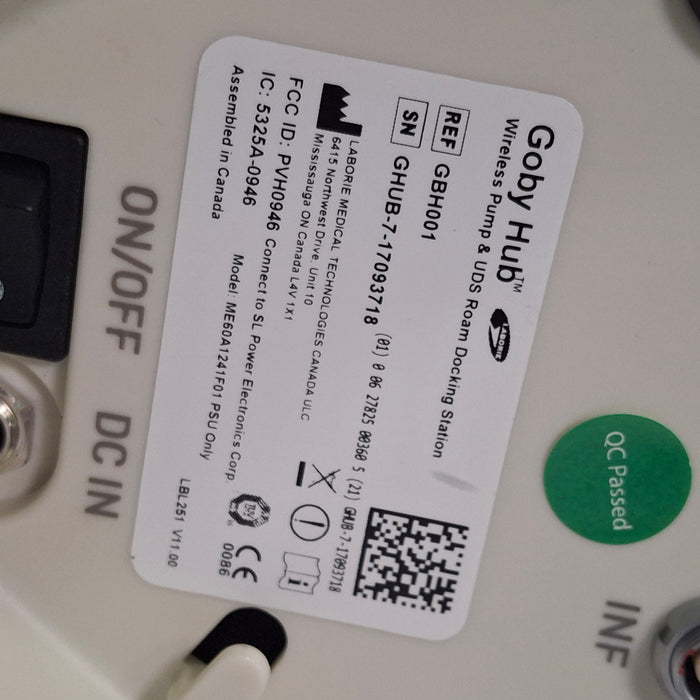 Goby Hub™
LABORIE
Wireless Pump & UDS Roam Docking Station
REF GBH001
SN GHUB-7-17093718
(01) 0 06 27825 00360 5 (21) GHUB-7-17093718
LABORIE MEDICAL TECHNOLOGIES CANADA ULC
6415 Northwest Drive, Unit 10
Mississauga ON Canada L4V 1X1
FCC ID: PVH0946
IC: 5325A-0946
Assembled in Canada
Connect to SL Power Electronics Corp.
Model: ME60A1241F01 PSU Only
CE
0086
LBL251 V11.00
ON/OFF
DC IN
QC Passed
INF